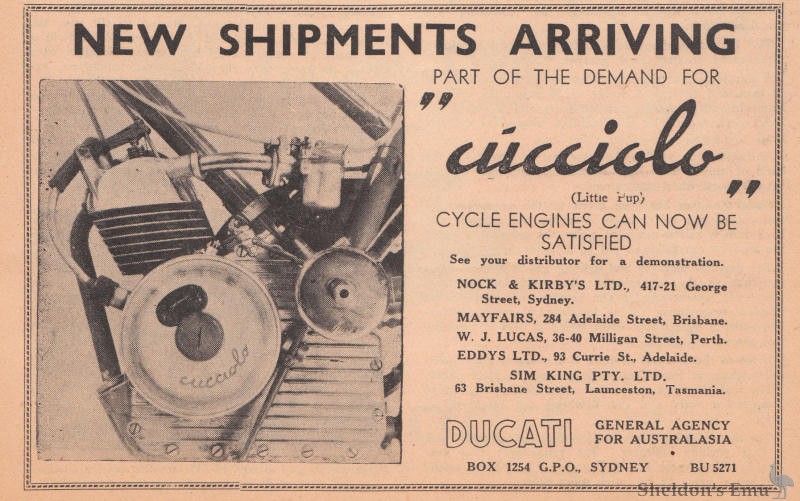 NEW SHIPMENTS ARRIVING
PART OF THE DEMAND FOR
"cúcciolo"
(Little Pup)
CYCLE ENGINES CAN NOW BE
SATISFIED
See your distributor for a demonstration.
NOCK & KIRBY'S LTD., 417-21 George
Street, Sydney.
MAYFAIRS, 284 Adelaide Street, Brisbane.
W. J. LUCAS, 36-40 Milligan Street, Perth.
EDDYS LTD., 93 Currie St., Adelaide.
SIM KING PTY. LTD.
63 Brisbane Street, Launceston, Tasmania.
DUCATI
GENERAL AGENCY
FOR AUSTRALASIA
BOX 1254 G.P.O., SYDNEY BU 5271
cucciolo
Sheldon's Emu